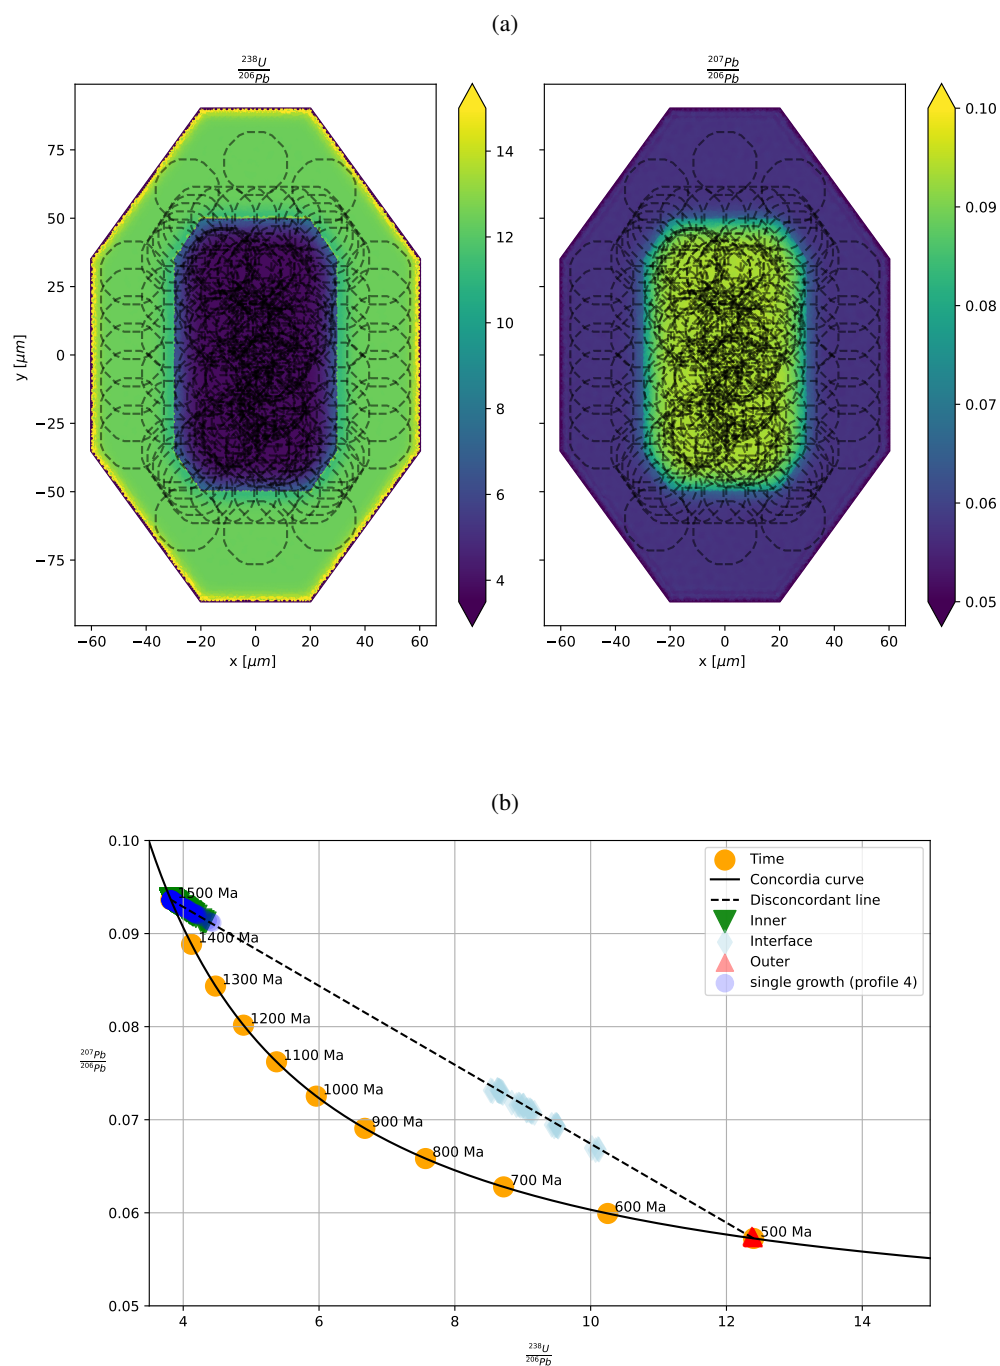 (a)
238U/206Pb
207Pb/206Pb
y [μm]
75
50
25
0
−25
−50
−75
−60 −40 −20 0 20 40 60
x [μm]
14
12
10
8
6
4
−60 −40 −20 0 20 40 60
x [μm]
0.10
0.09
0.08
0.07
0.06
0.05
(b)
207Pb/206Pb
0.10
0.09
0.08
0.07
0.06
0.05
1500 Ma
1400 Ma
1300 Ma
1200 Ma
1100 Ma
1000 Ma
900 Ma
800 Ma
700 Ma
600 Ma
500 Ma
Time
Concordia curve
Disconcordant line
Inner
Interface
Outer
single growth (profile 4)
4 6 8 10 12 14
238U/206Pb